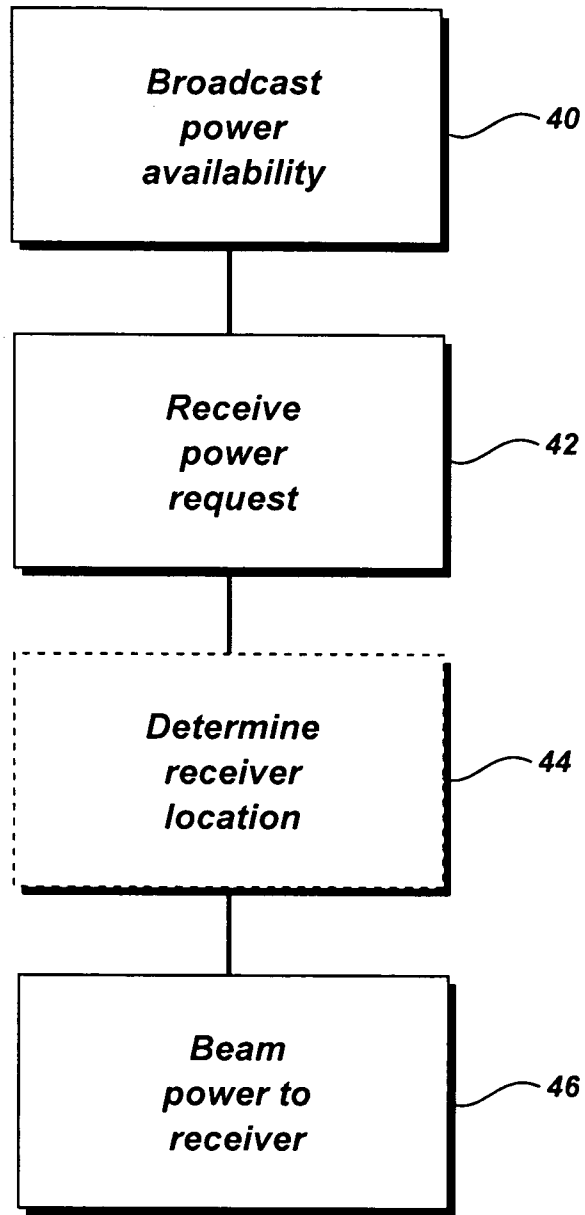 Broadcast
power
availability
40
Receive
power
request
42
Determine
receiver
location
44
Beam
power to
receiver
46